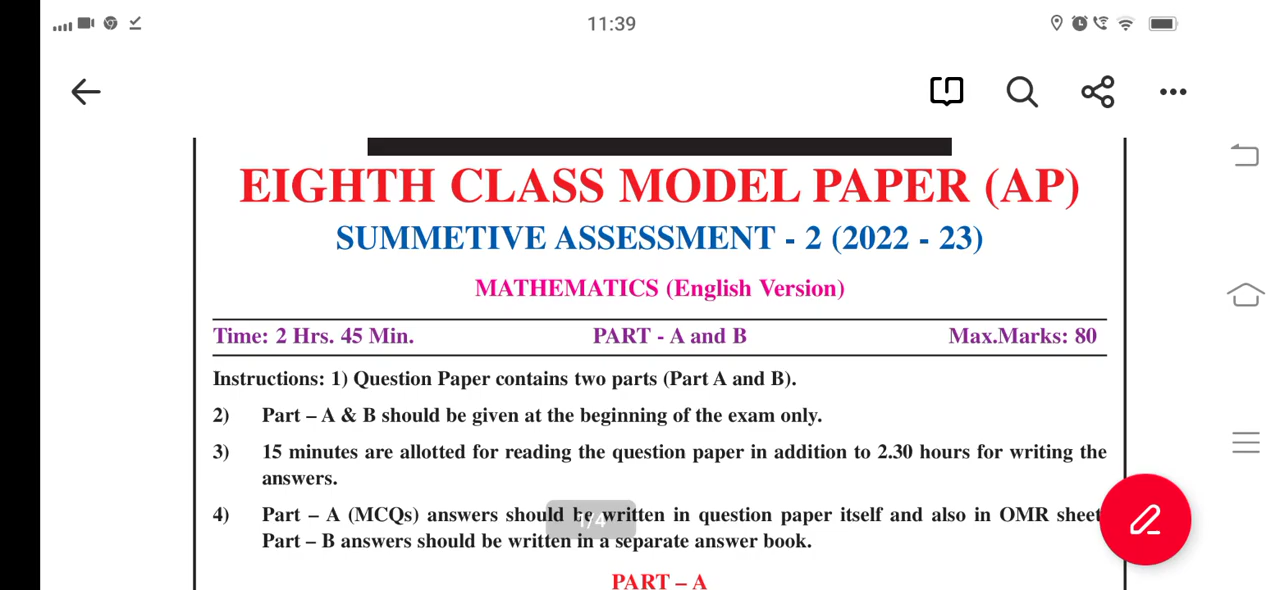 11:39
EIGHTH CLASS MODEL PAPER (AP)
SUMMETIVE ASSESSMENT - 2 (2022 - 23)
MATHEMATICS (English Version)
Time: 2 Hrs. 45 Min. PART - A and B Max.Marks: 80
Instructions: 1) Question Paper contains two parts (Part A and B).
2) Part – A & B should be given at the beginning of the exam only.
3) 15 minutes are allotted for reading the question paper in addition to 2.30 hours for writing the
answers.
4) Part – A (MCQs) answers should be written in question paper itself and also in OMR sheet
1/4
Part – B answers should be written in a separate answer book.
PART – A